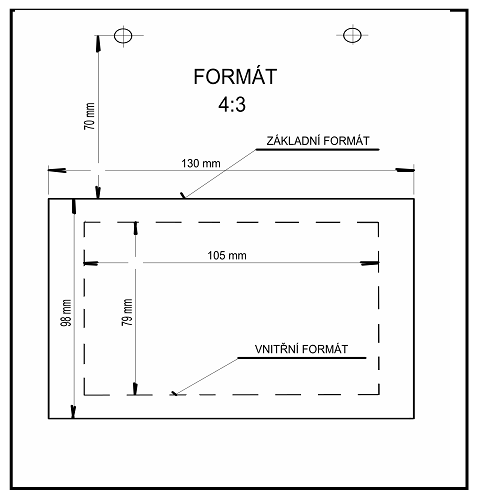 FORMÁT
4:3
70 mm
ZÁKLADNÍ FORMÁT
130 mm
105 mm
98 mm
79 mm
VNITŘNÍ FORMÁT